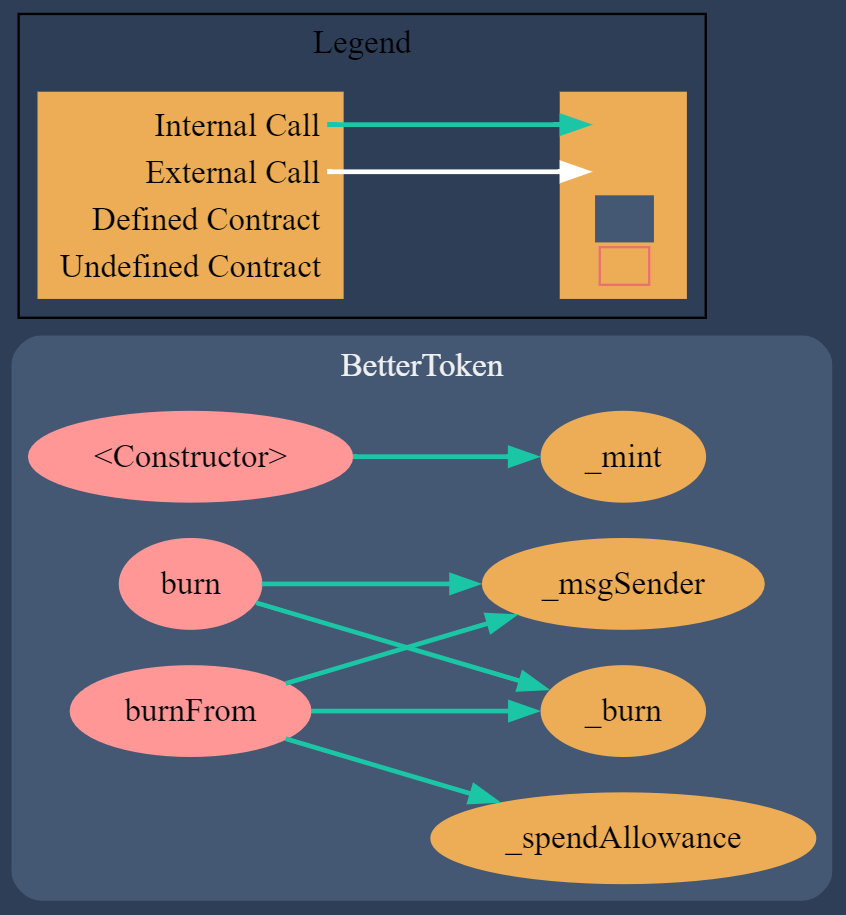 Legend
Internal Call
External Call
Defined Contract
Undefined Contract
BetterToken
<Constructor>
_mint
burn
_msgSender
burnFrom
_burn
_spendAllowance